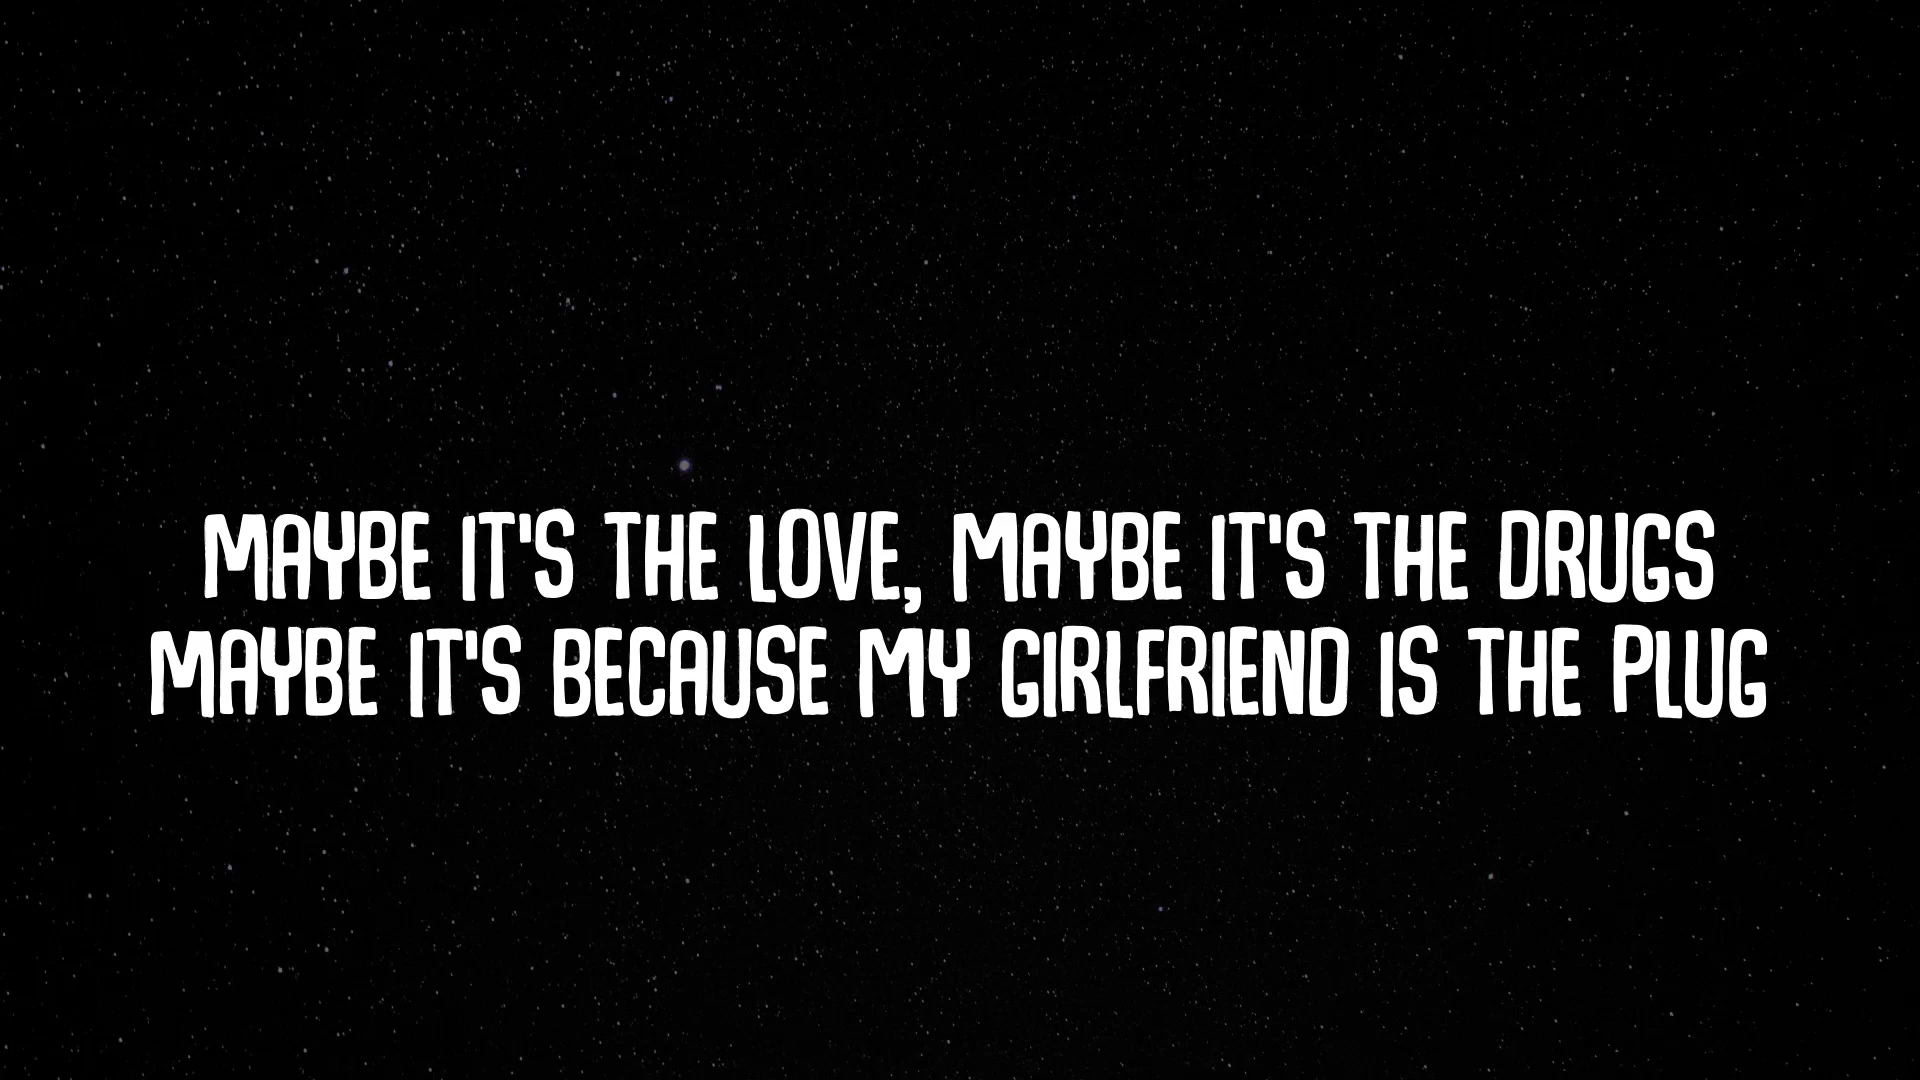 MAYBE IT'S THE LOVE, MAYBE IT'S THE DRUGS
MAYBE IT'S BECAUSE MY GIRLFRIEND IS THE PLUG